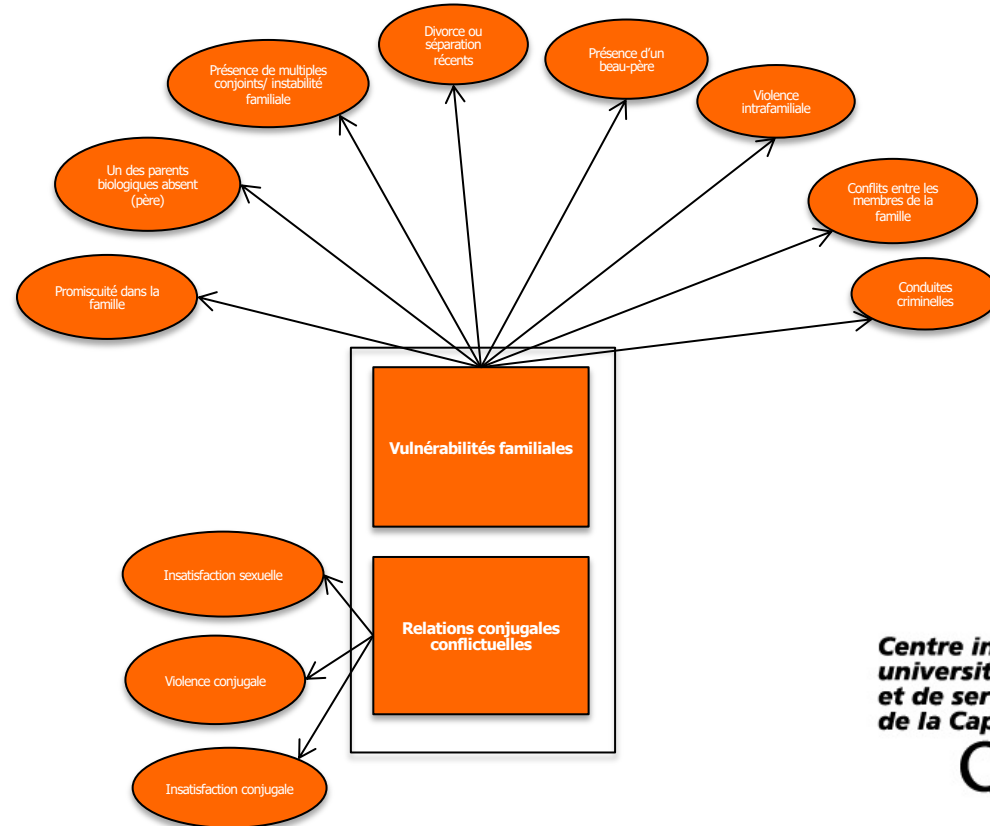 Divorce ou
séparation
récents
Présence de multiples
conjoints/ instabilité
familiale
Présence d'un
beau-père
Violence
intrafamiliale
Un des parents
biologiques absent
(père)
Conflits entre les
membres de la
famille
Promiscuité dans la
famille
Conduites
criminelles
Vulnérabilités familiales
Insatisfaction sexuelle
Relations conjugales
conflictuelles
Violence conjugale
Insatisfaction conjugale
Centre in
universit
et de ser
de la Cap